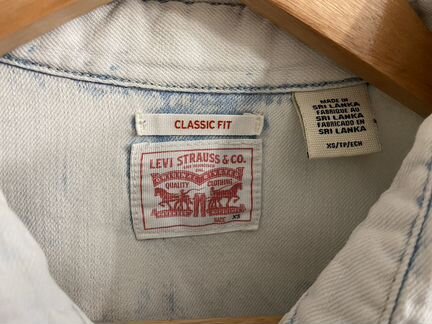 CLASSIC FIT
LEVI STRAUSS & CO.
QUALITY CLOTHING
XS
MADE IN
SRI LANKA
FABRIQUE AU
SRI LANKA
FABRICADO EN
SRI LANKA
XS/TP/ECH